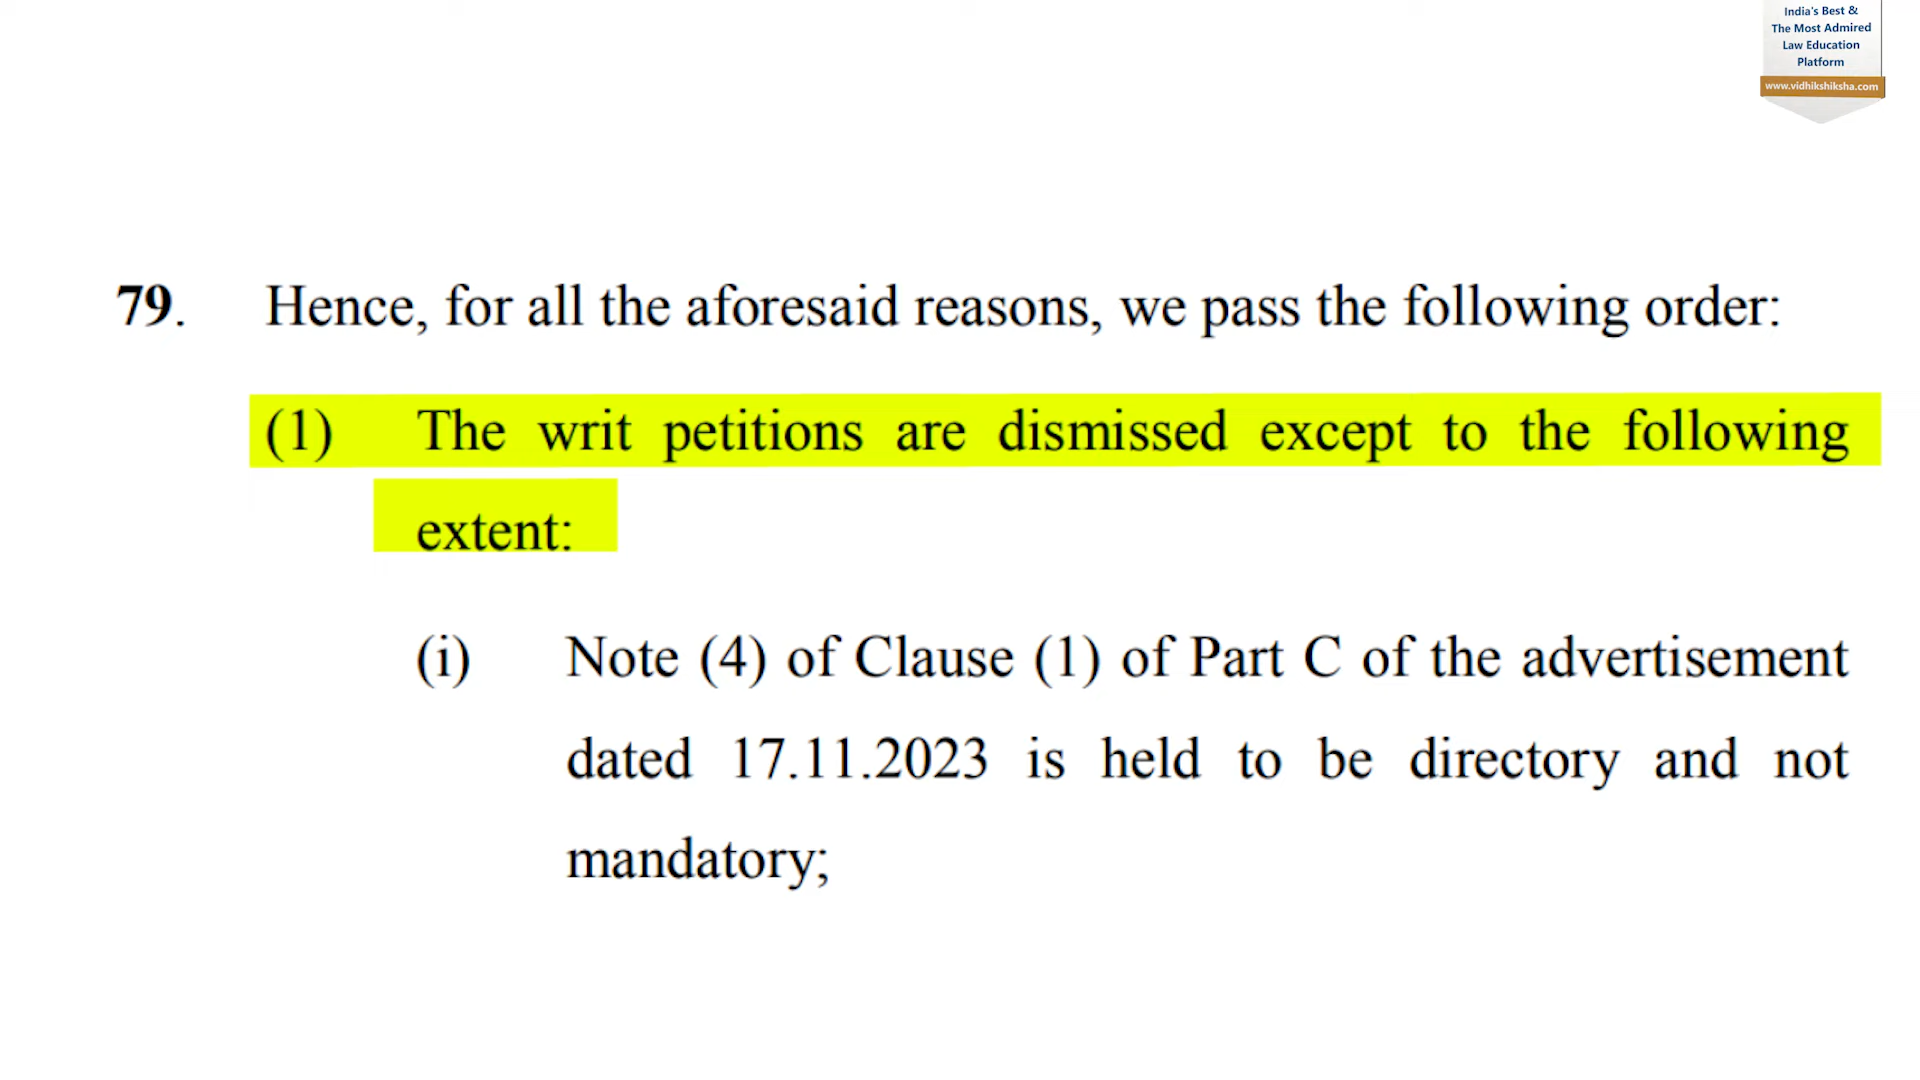 India's Best &
The Most Admired
Law Education
Platform
www.vidhikshiksha.com
79. Hence, for all the aforesaid reasons, we pass the following order:
(1) The writ petitions are dismissed except to the following
extent:
(i) Note (4) of Clause (1) of Part C of the advertisement
dated 17.11.2023 is held to be directory and not
mandatory;